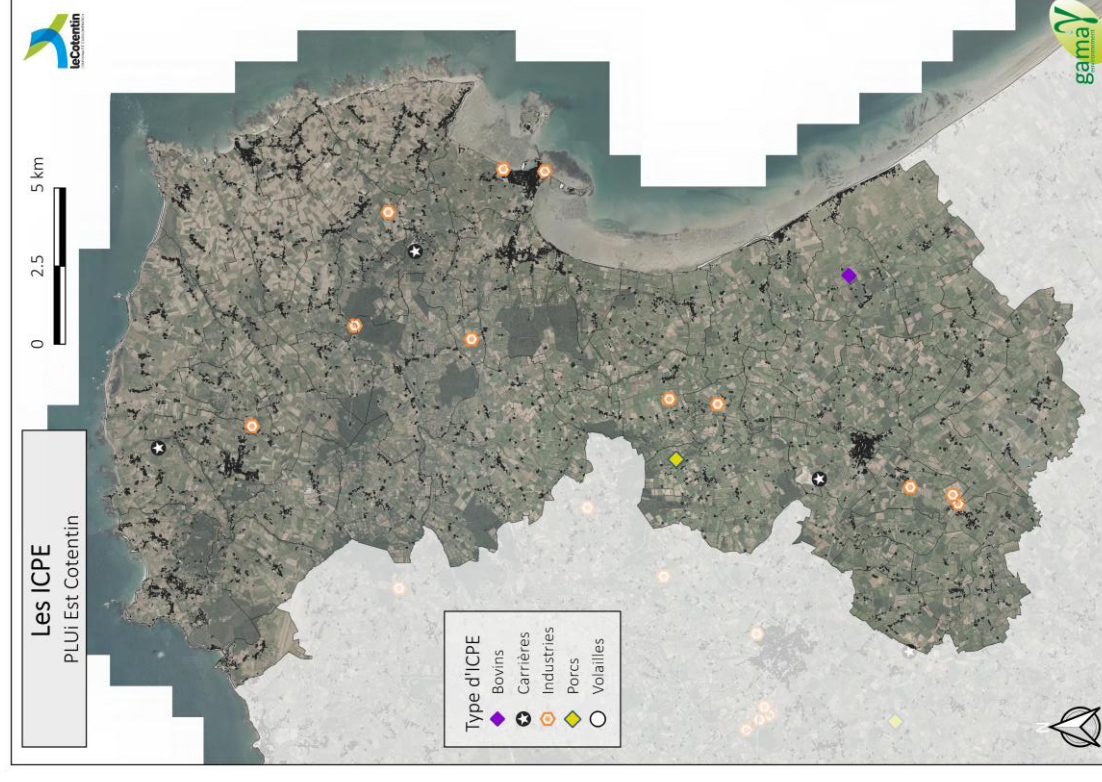 Les ICPE
PLUi Est Cotentin
0 2.5 5 km
leCotentin
Type d'ICPE
Bovins
Carrières
Industries
Porcs
Volailles
N
gama
environnement